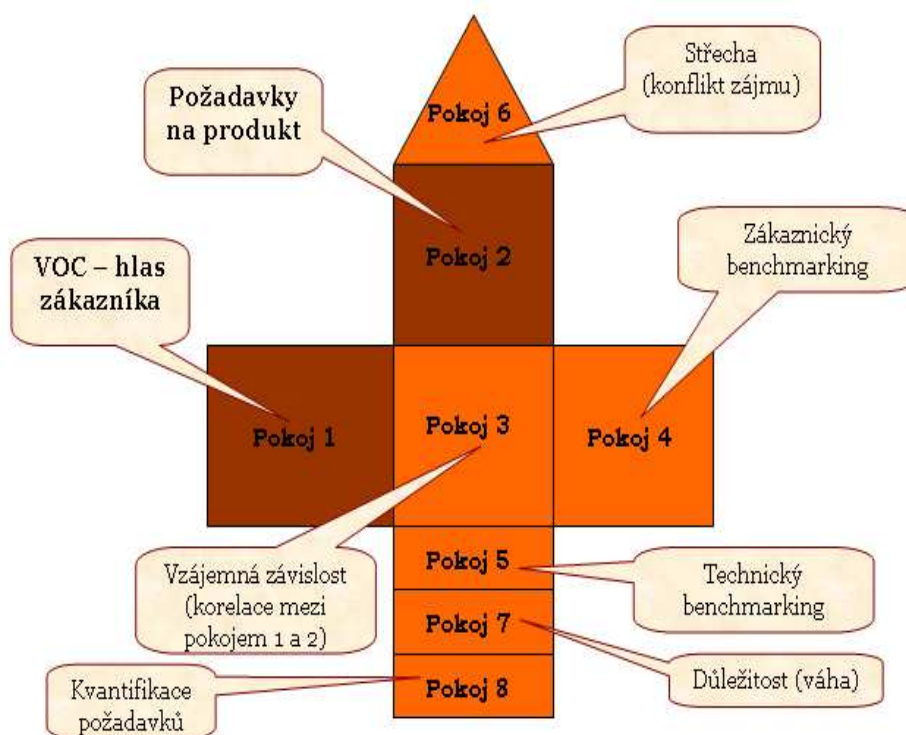 Střecha
(konflikt zájmu)
Požadavky
na produkt
Pokoj 6
Zákaznický
benchmarking
Pokoj 2
VOC – hlas
zákazníka
Pokoj 1
Pokoj 3
Pokoj 4
Vzájemná závislost
(korelace mezi
pokojem 1 a 2)
Pokoj 5
Technický
benchmarking
Pokoj 7
Důležitost (váha)
Kvantifikace
požadavků
Pokoj 8